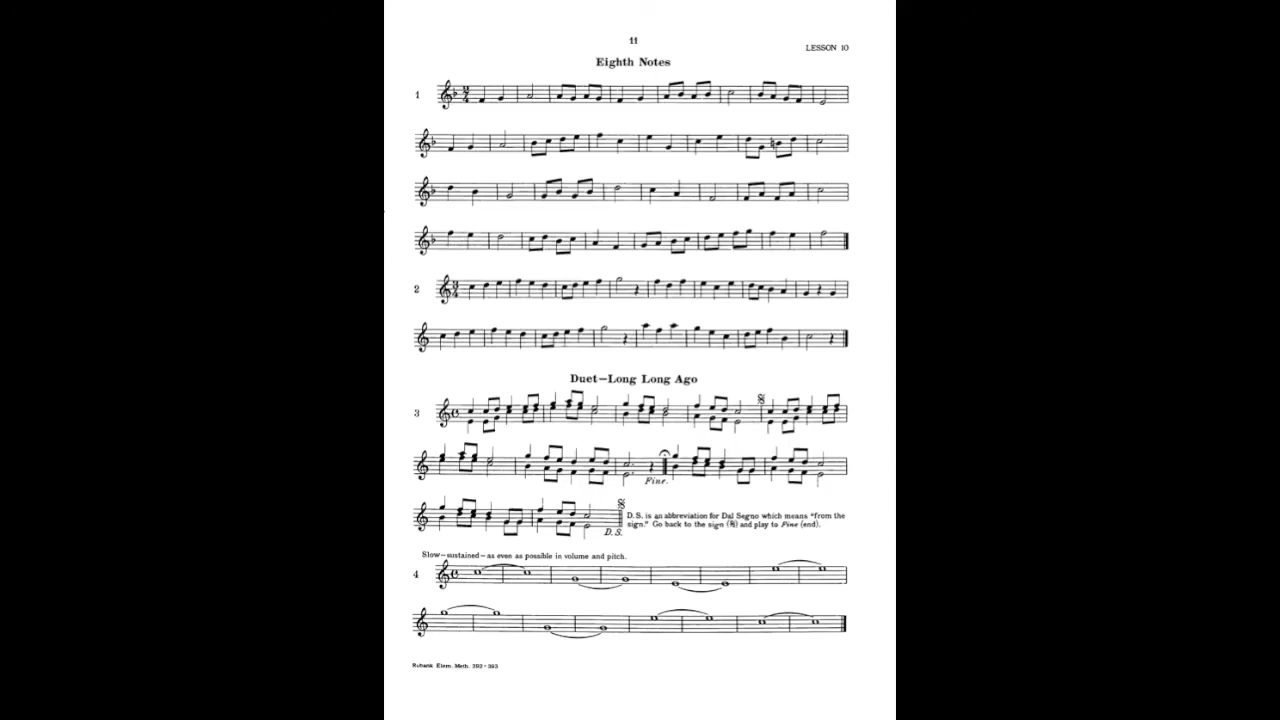 11
LESSON 10
Eighth Notes
1
2
Duet—Long Long Ago
3
Fine.
D. S. is an abbreviation for Dal Segno which means "from the
sign." Go back to the sign (𝄋) and play to Fine (end).
D.S.
Slow—sustained—as even as possible in volume and pitch.
4
Rubank Elem. Meth. 392-393